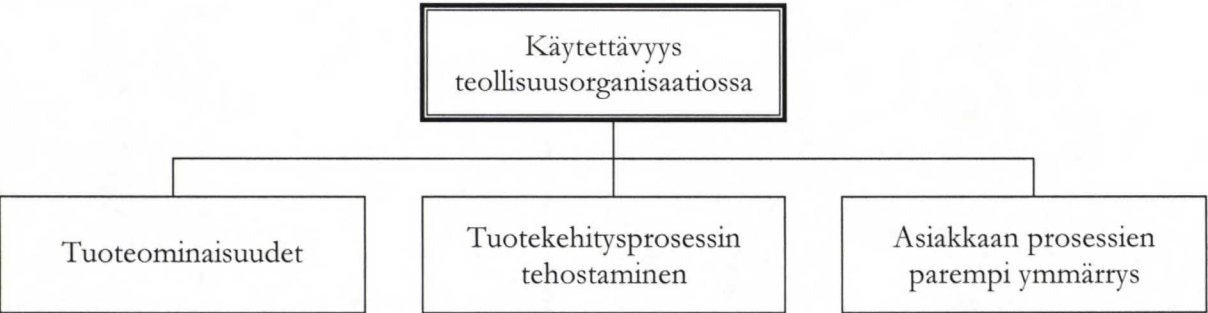 Käytettävyys
teollisuusorganisaatiossa
Tuoteominaisuudet
Tuotekehitysprosessin
tehostaminen
Asiakkaan prosessien
parempi ymmärrys